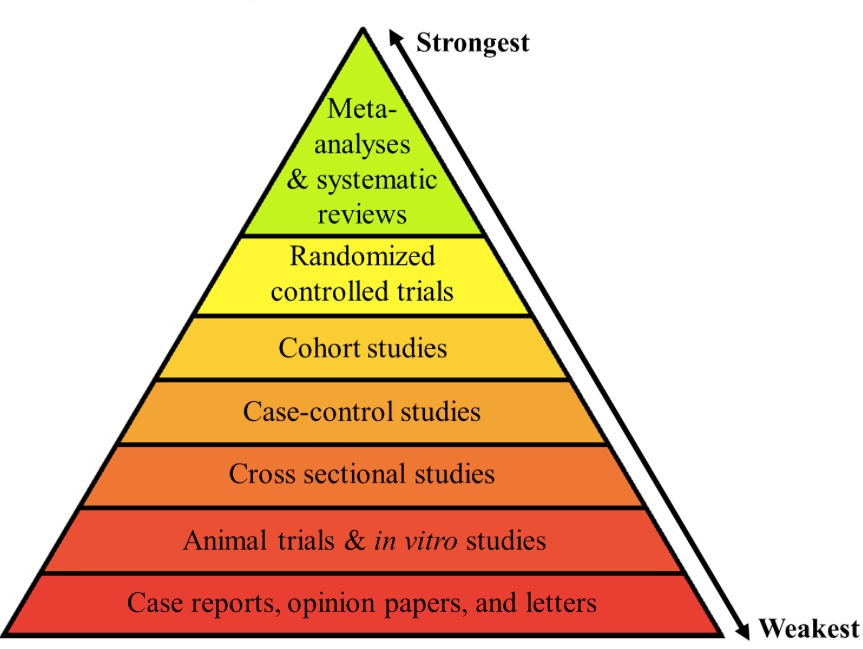 Strongest
Meta-
analyses
& systematic
reviews
Randomized
controlled trials
Cohort studies
Case-control studies
Cross sectional studies
Animal trials & in vitro studies
Case reports, opinion papers, and letters
Weakest